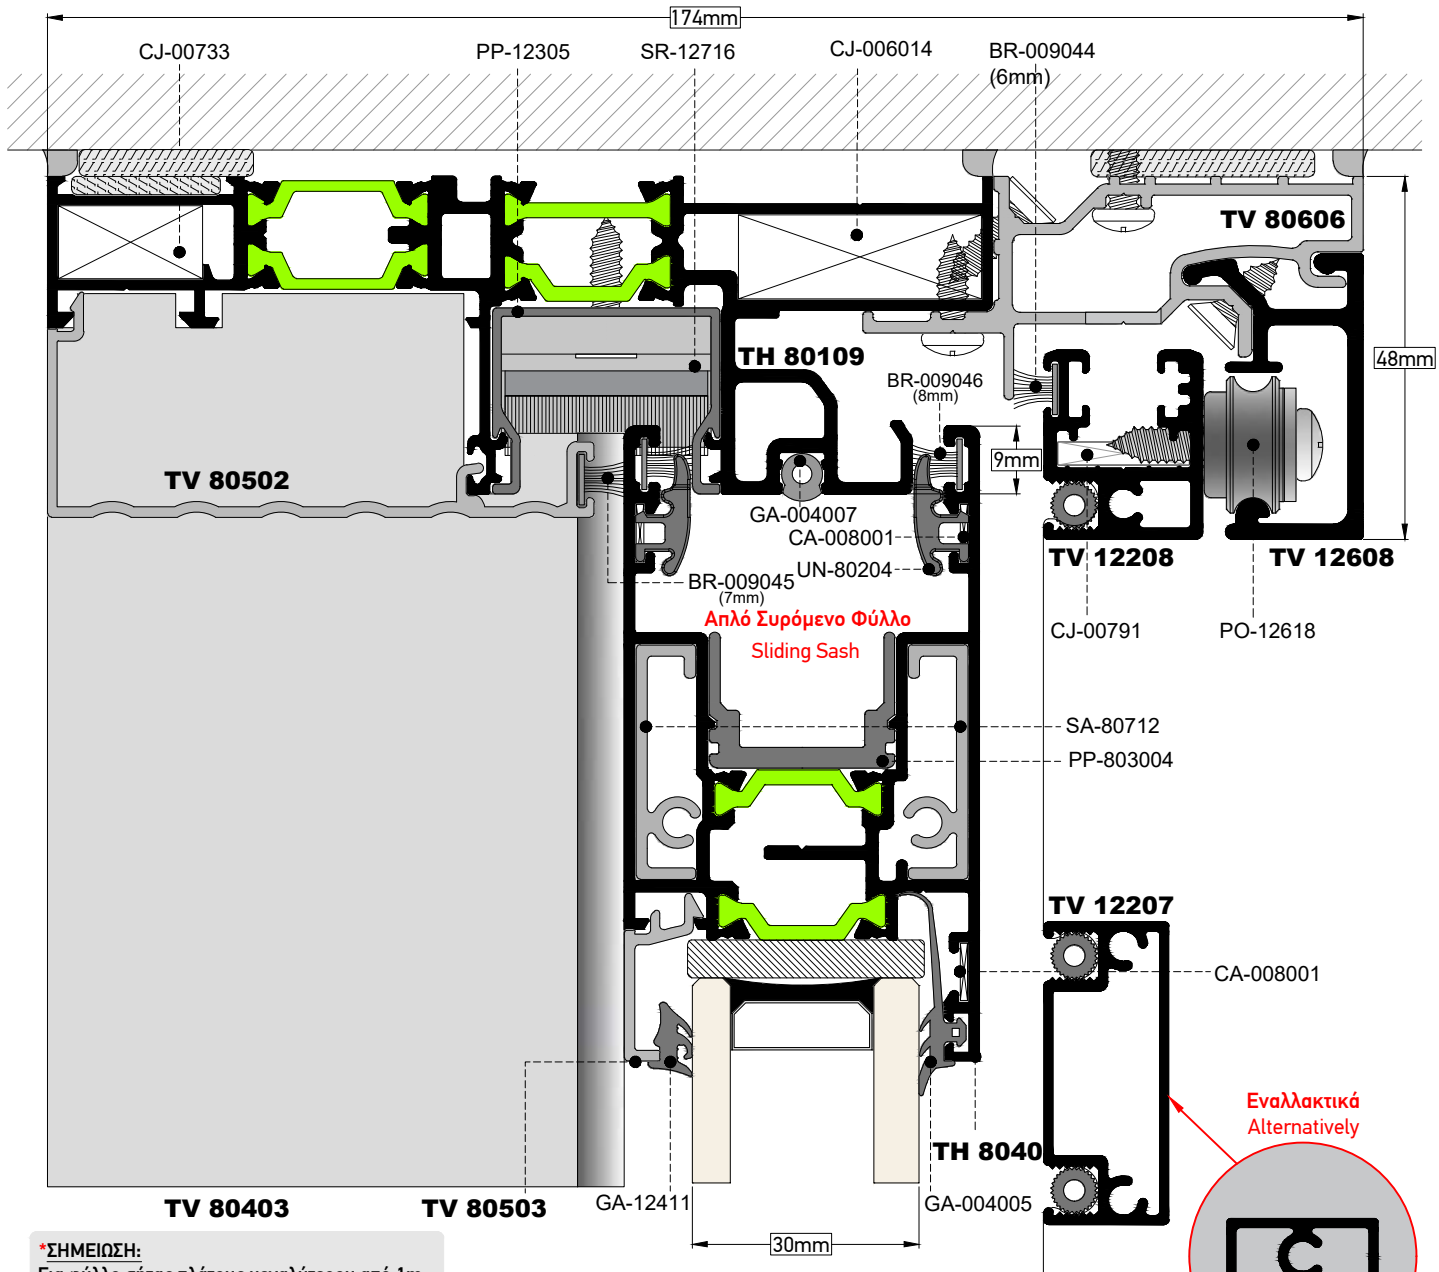 174mm
CJ-00733
PP-12305
SR-12716
CJ-006014
BR-009044
(6mm)
TV 80606
48mm
TH 80109
BR-009046
(8mm)
9mm
TV 80502
GA-004007
CA-008001
TV 12208
TV 12608
UN-80204
BR-009045
(7mm)
Απλό Συρόμενο Φύλλο
Sliding Sash
CJ-00791
PO-12618
SA-80712
PP-803004
TV 12207
CA-008001
Εναλλακτικά
Alternatively
TH 8040
TV 80403
TV 80503
GA-12411
GA-004005
30mm
*ΣΗΜΕΙΩΣΗ: